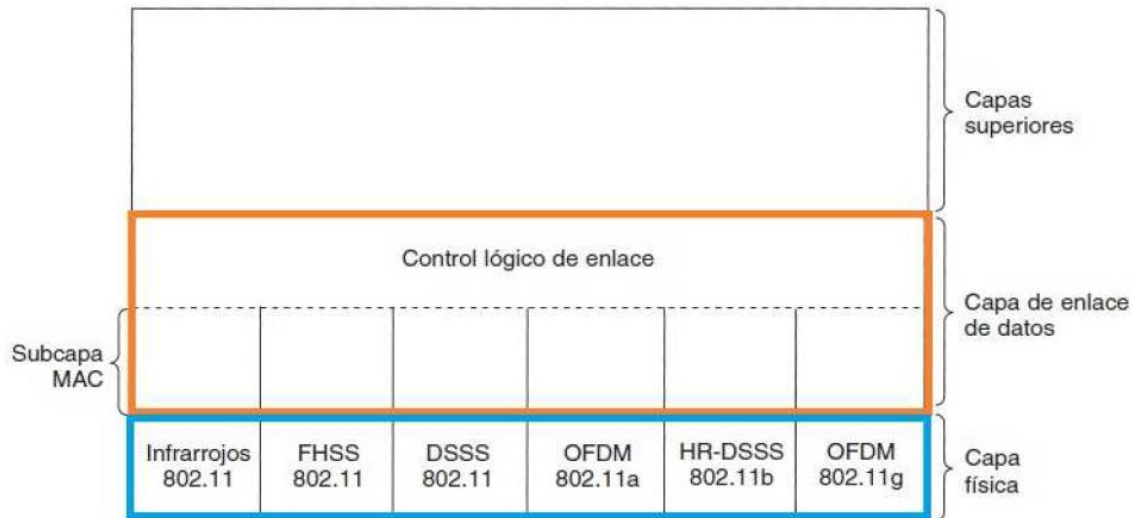 Capas
superiores
Control lógico de enlace
Capa de enlace
de datos
Subcapa
MAC
Infrarrojos
802.11
FHSS
802.11
DSSS
802.11
OFDM
802.11a
HR-DSSS
802.11b
OFDM
802.11g
Capa
física